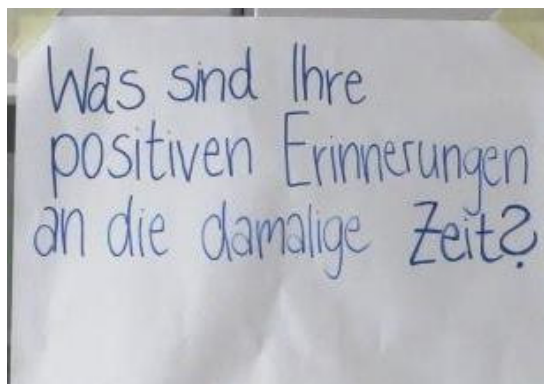 Was sind Ihre
positiven Erinnerungen
an die damalige Zeit?